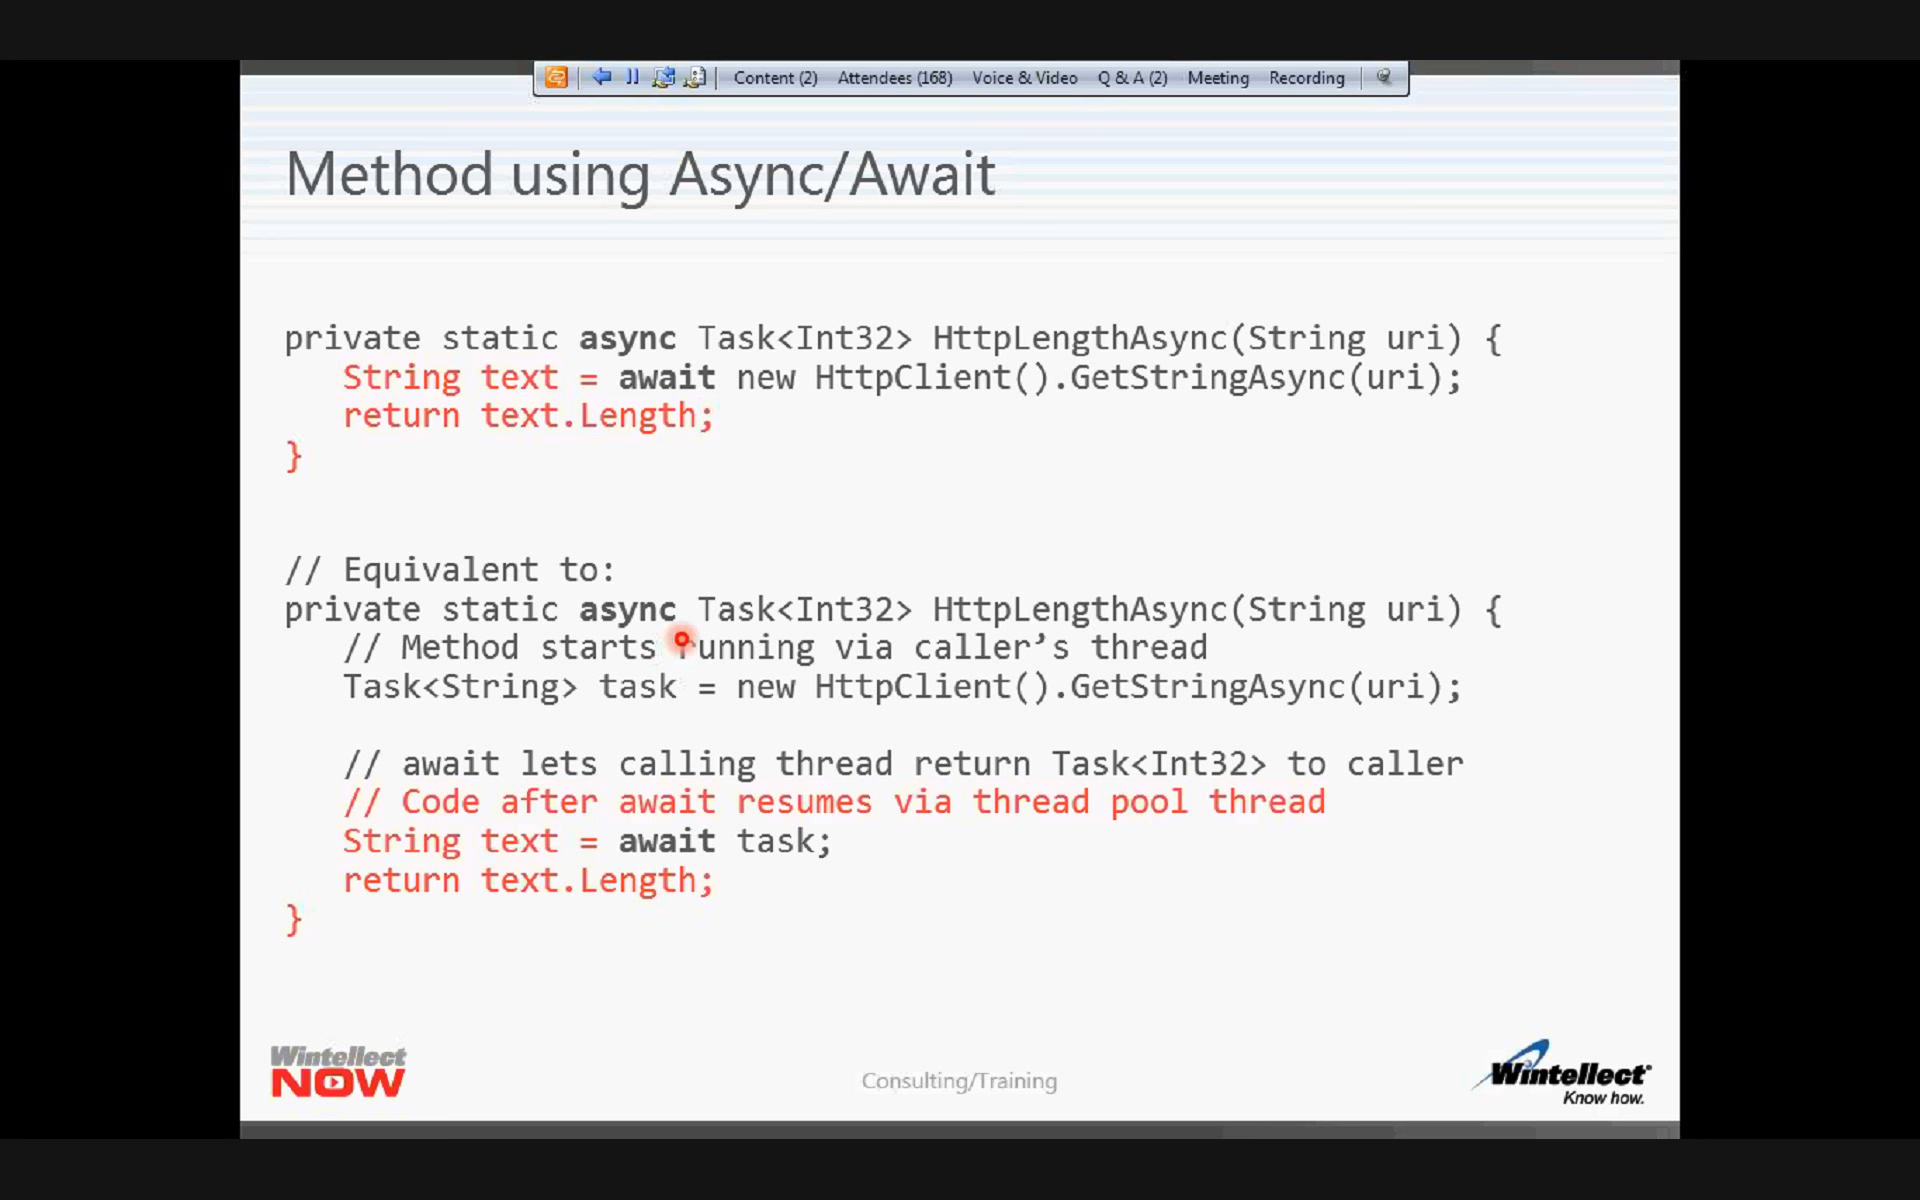 Content (2) Attendees (168) Voice & Video Q & A (2) Meeting Recording
Method using Async/Await
private static async Task<Int32> HttpLengthAsync(String uri) {
   String text = await new HttpClient().GetStringAsync(uri);
   return text.Length;
}
// Equivalent to:
private static async Task<Int32> HttpLengthAsync(String uri) {
   // Method starts running via caller’s thread
   Task<String> task = new HttpClient().GetStringAsync(uri);
   // await lets calling thread return Task<Int32> to caller
   // Code after await resumes via thread pool thread
   String text = await task;
   return text.Length;
}
Wintellect
NOW
Consulting/Training
Wintellect
Know how.